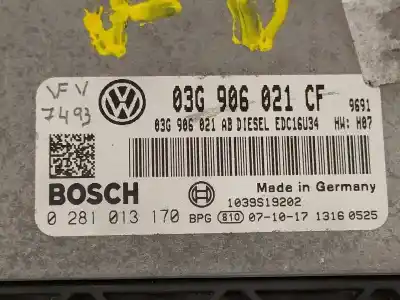 VFV
7493
03G 906 021 CF
9691
03G 906 021 AB DIESEL EDC16U34 HW: H07
BOSCH
Made in Germany
1039S19202
0 281 013 170 BPG 810 07-10-17 1316 0525